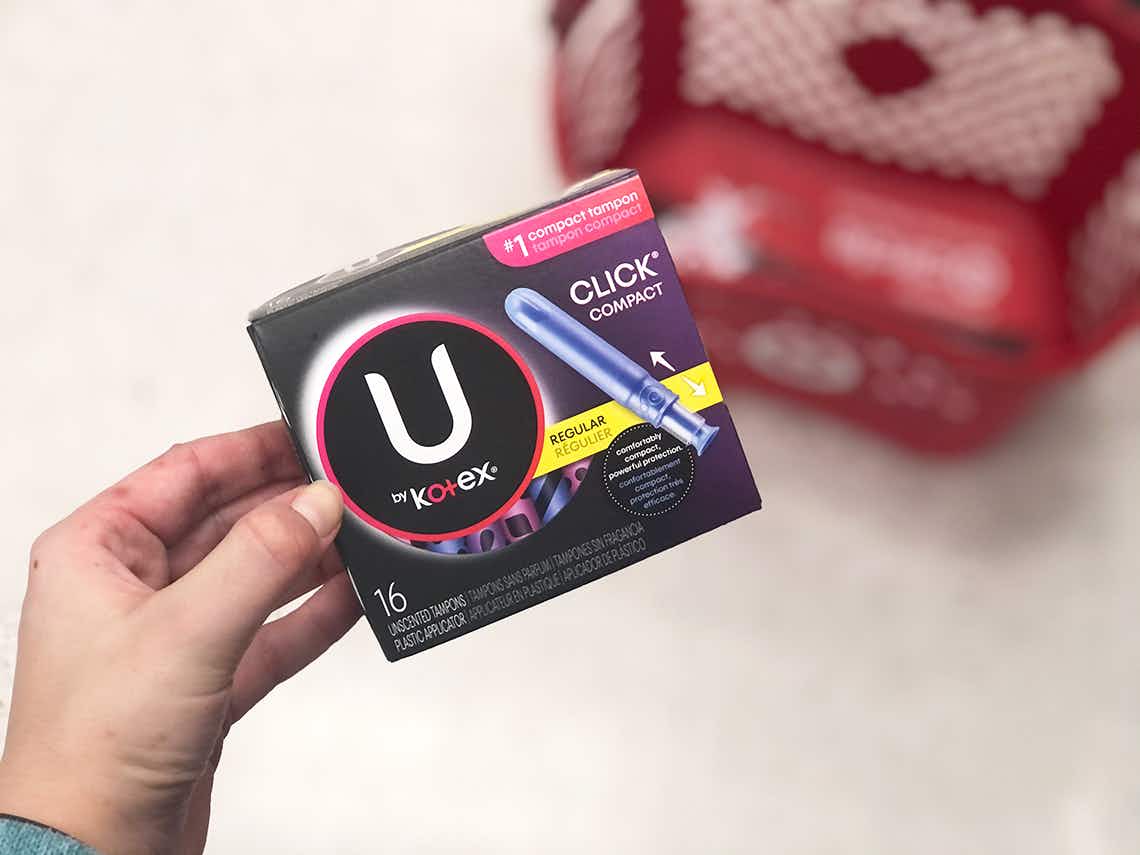 #1 compact tampon
tampon compact
CLICK®
COMPACT
U
by Kotex®
REGULAR
RÉGULIER
comfortably
compact,
powerful protection.
confortablement
compact,
protection très
efficace.
16
UNSCENTED TAMPONS | TAMPONS SANS PARFUM | TAMPONES SIN FRAGANCIA
PLASTIC APPLICATOR | APPLICATEUR EN PLASTIQUE | APLICADOR DE PLÁSTICO